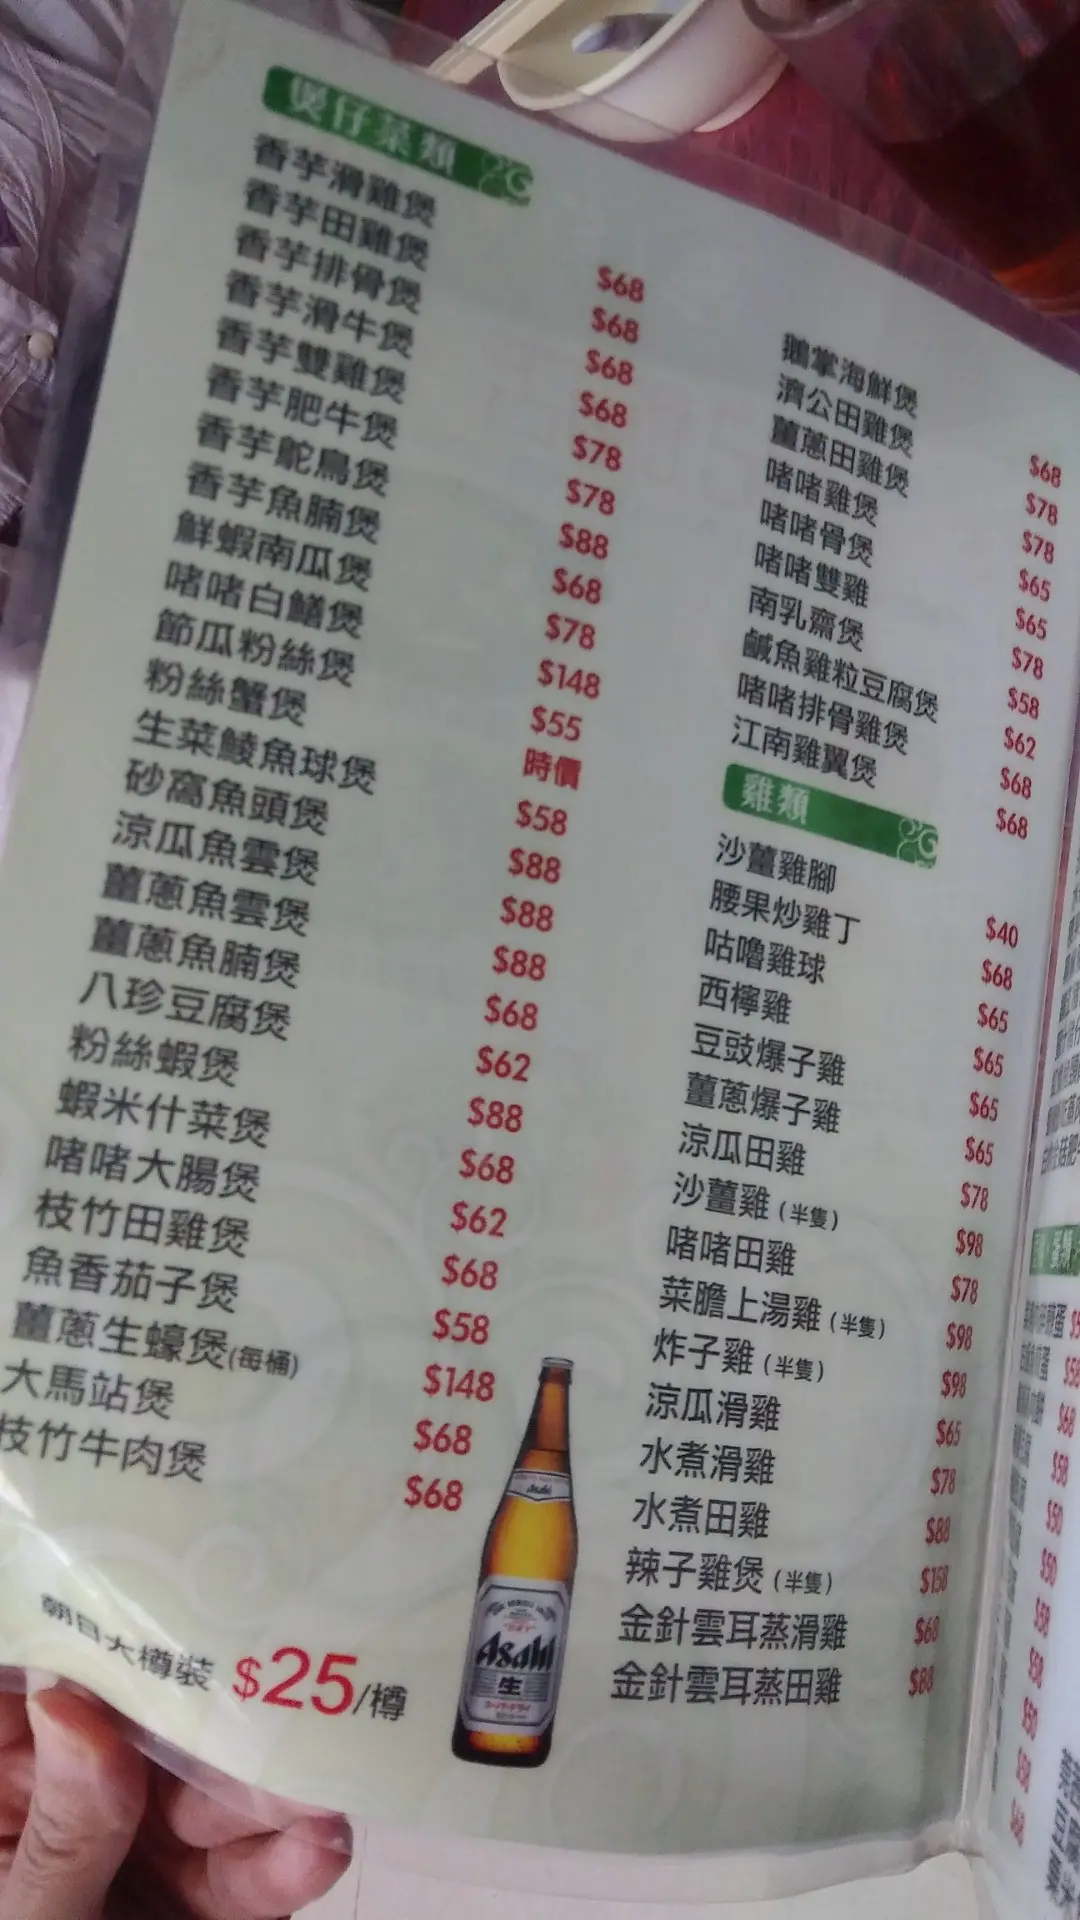 煲仔菜類
香芋滑雞煲 $68
香芋田雞煲 $68
香芋排骨煲 $68
香芋滑牛煲 $68
香芋雙雞煲 $78
香芋肥牛煲 $78
香芋鴕鳥煲 $88
香芋魚腩煲 $68
鮮蝦南瓜煲 $78
啫啫白鱔煲 $148
節瓜粉絲煲 $55
粉絲蟹煲 時價
生菜鯪魚球煲 $58
砂窩魚頭煲 $88
涼瓜魚雲煲 $88
薑蔥魚雲煲 $88
薑蔥魚腩煲 $68
八珍豆腐煲 $62
粉絲蝦煲 $88
蝦米什菜煲 $68
啫啫大腸煲 $62
枝竹田雞煲 $68
魚香茄子煲 $58
薑蔥生蠔煲(每桶) $148
大馬站煲 $68
枝竹牛肉煲 $68
朝日大樽裝 $25/樽
Asahi
Asahi
生
鵝掌海鮮煲 $68
濟公田雞煲 $78
薑蔥田雞煲 $78
啫啫雞煲 $65
啫啫骨煲 $65
啫啫雙雞 $78
南乳齋煲 $58
鹹魚雞粒豆腐煲 $62
啫啫排骨雞煲 $68
江南雞翼煲 $68
雞類
沙薑雞腳 $40
腰果炒雞丁 $68
咕嚕雞球 $65
西檸雞 $65
豆豉爆子雞 $65
薑蔥爆子雞 $65
涼瓜田雞 $78
沙薑雞(半隻) $98
啫啫田雞 $78
菜膽上湯雞(半隻) $98
炸子雞(半隻) $98
涼瓜滑雞 $65
水煮滑雞 $78
水煮田雞 $88
辣子雞煲(半隻) $158
金針雲耳蒸滑雞 $68
金針雲耳蒸田雞 $88
$58
$68
$58
$50
$50
$58